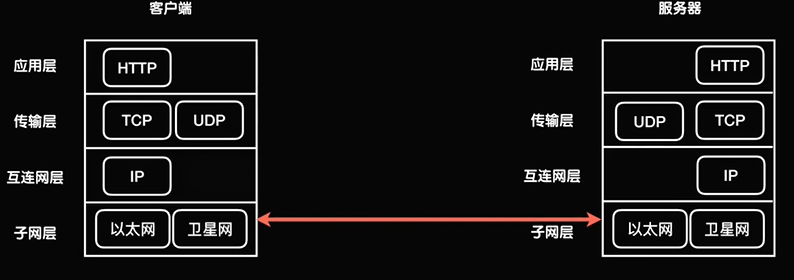 客户端 服务器
应用层 HTTP 应用层 HTTP
传输层 TCP UDP 传输层 UDP TCP
互连网层 IP 互连网层 IP
子网层 以太网 卫星网 子网层 以太网 卫星网